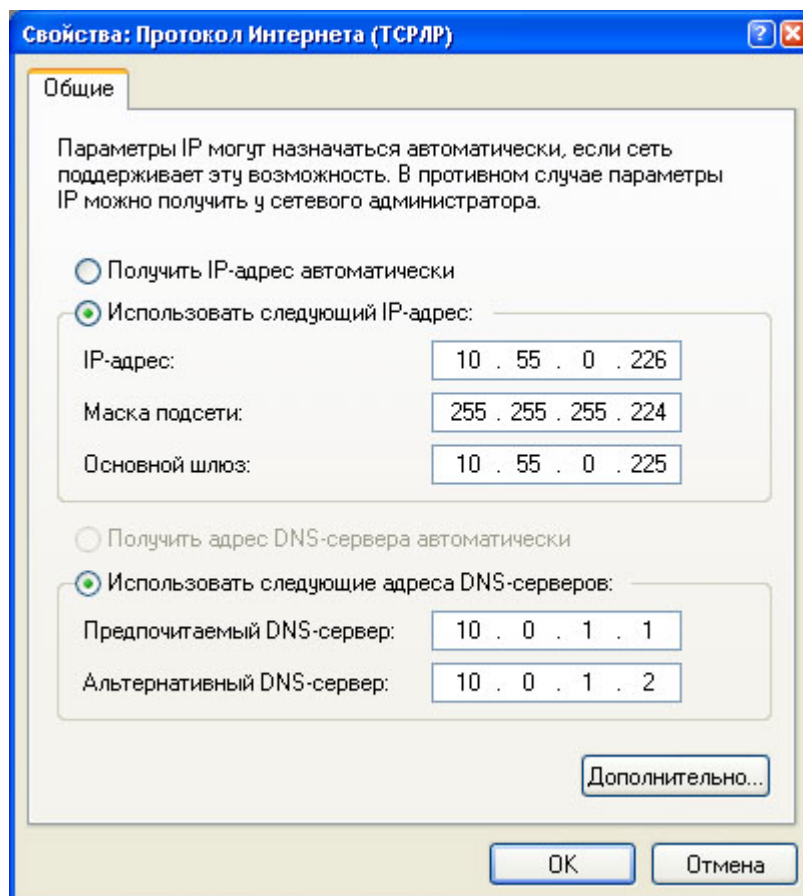 Свойства: Протокол Интернета (TCP/IP)
Общие
Параметры IP могут назначаться автоматически, если сеть
поддерживает эту возможность. В противном случае параметры
IP можно получить у сетевого администратора.
Получить IP-адрес автоматически
Использовать следующий IP-адрес:
IP-адрес: 10 . 55 . 0 . 226
Маска подсети: 255 . 255 . 255 . 224
Основной шлюз: 10 . 55 . 0 . 225
Получить адрес DNS-сервера автоматически
Использовать следующие адреса DNS-серверов:
Предпочитаемый DNS-сервер: 10 . 0 . 1 . 1
Альтернативный DNS-сервер: 10 . 0 . 1 . 2
Дополнительно...
ОК Отмена